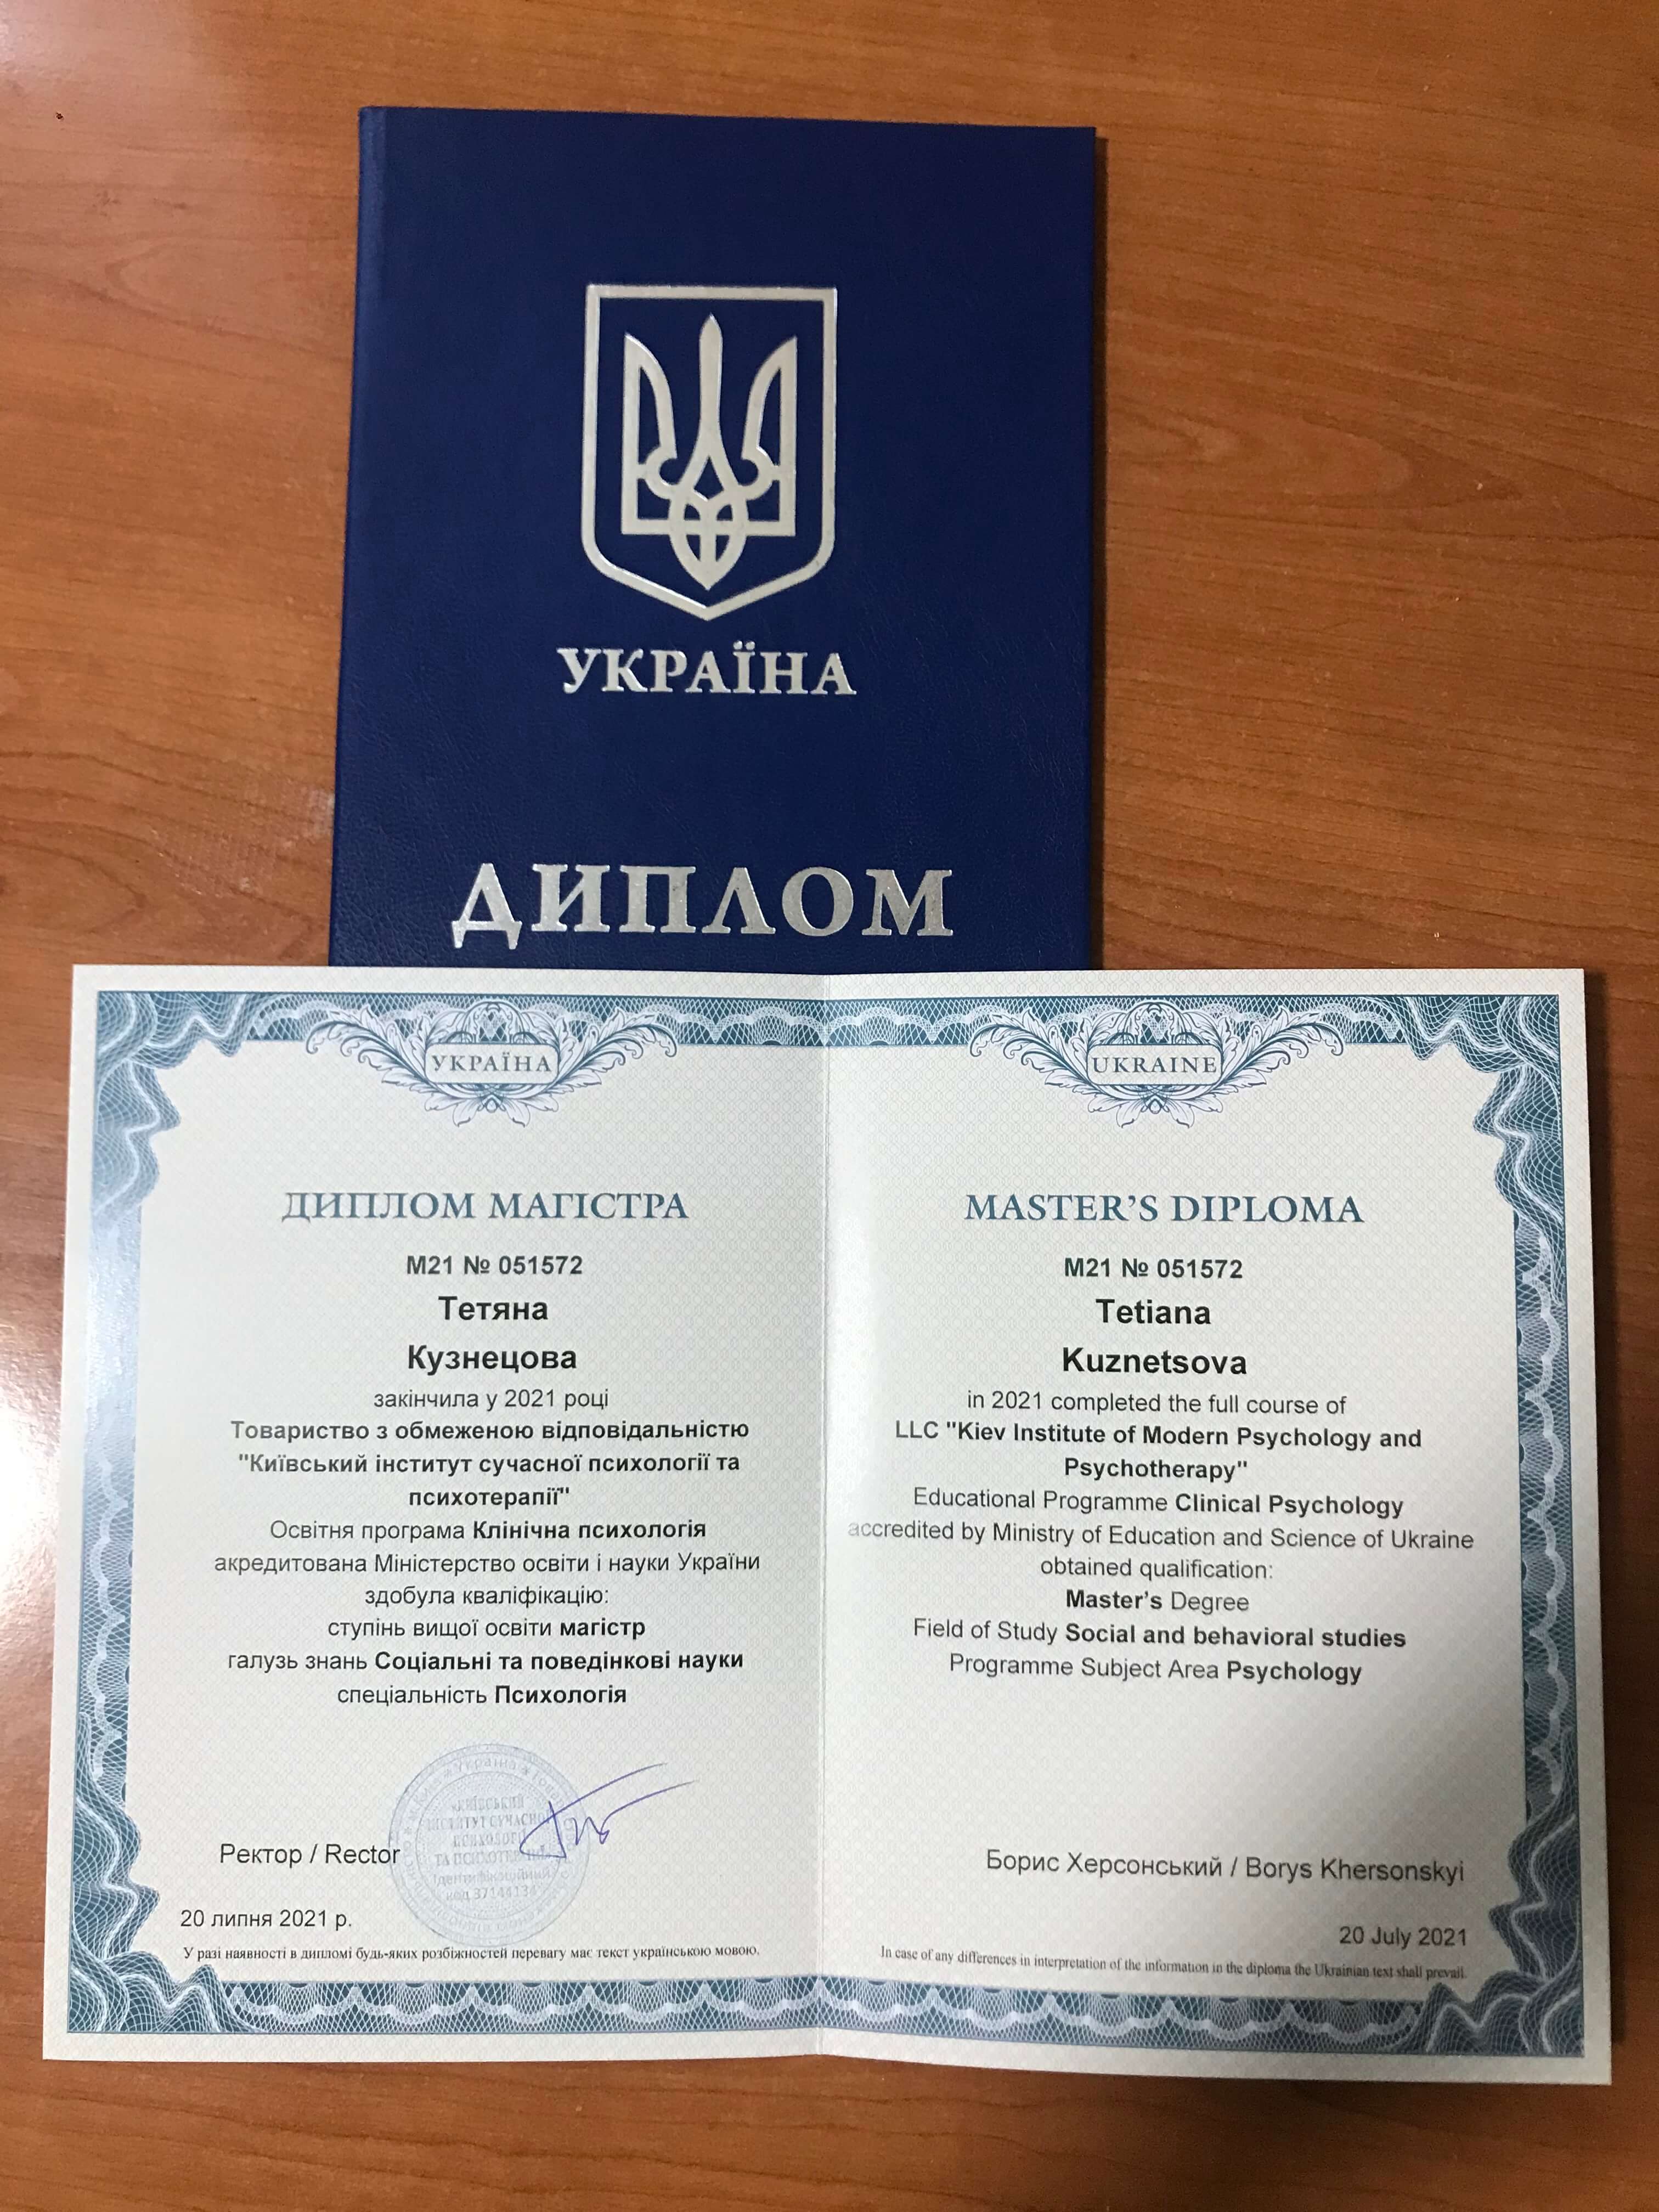 УКРАЇНА
ДИПЛОМ
УКРАЇНА
ДИПЛОМ МАГІСТРА
М21 № 051572
Тетяна
Кузнецова
закінчила у 2021 році
Товариство з обмеженою відповідальністю
"Київський інститут сучасної психології та
психотерапії"
Освітня програма Клінічна психологія
акредитована Міністерство освіти і науки України
здобула кваліфікацію:
ступінь вищої освіти магістр
галузь знань Соціальні та поведінкові науки
спеціальність Психологія
Ректор / Rector
20 липня 2021 р.
У разі наявності в дипломі будь-яких розбіжностей перевагу має текст українською мовою.
Україна
ІНСТИТУТ СУЧАСНОЇ
Ідентифікаційний
код
UKRAINE
MASTER'S DIPLOMA
М21 № 051572
Tetiana
Kuznetsova
in 2021 completed the full course of
LLC "Kiev Institute of Modern Psychology and
Psychotherapy"
Educational Programme Clinical Psychology
accredited by Ministry of Education and Science of Ukraine
obtained qualification:
Master's Degree
Field of Study Social and behavioral studies
Programme Subject Area Psychology
Борис Херсонський / Borys Khersonskyi
20 July 2021
In case of any differences in interpretation of the information in the diploma the Ukrainian text shall prevail.